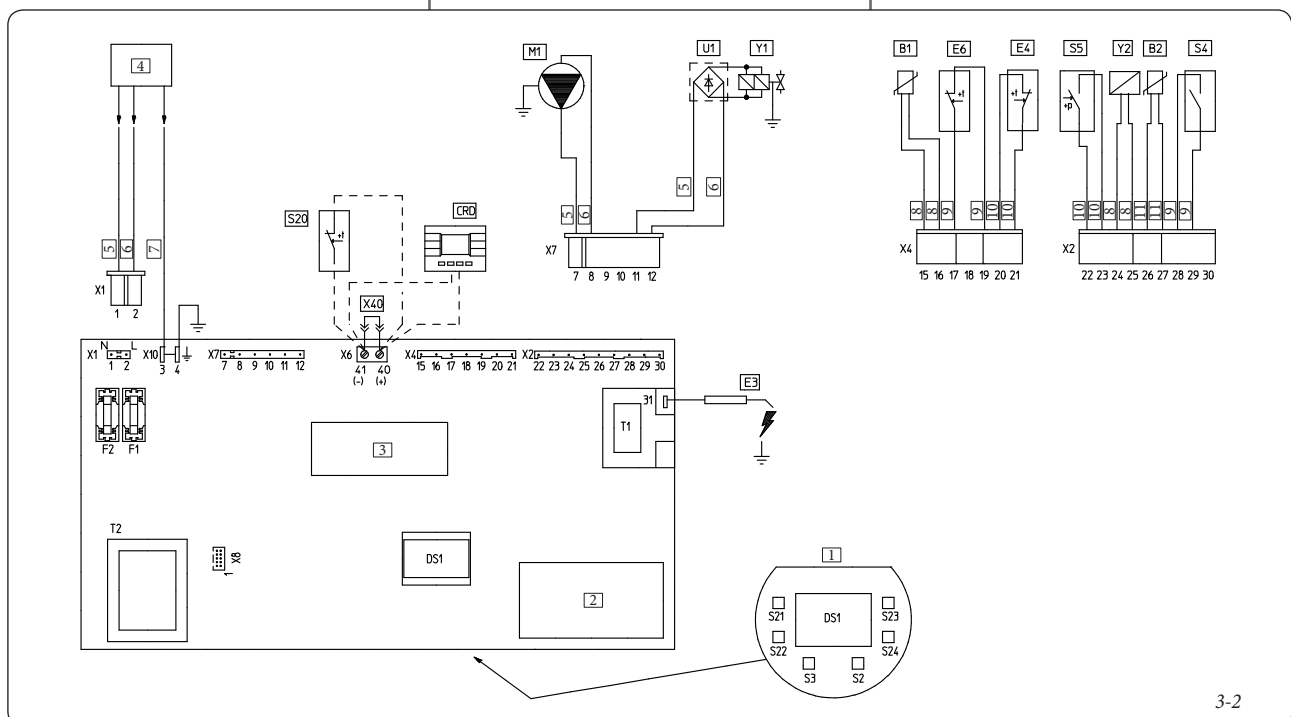 4
M1
U1
Y1
B1
E6
E4
S5
Y2
B2
S4
+t
+t
+p
S20
+t
CRD
5
6
7
5
6
5
6
8
8
9
9
10
10
10
10
8
8
11
11
9
9
X1
1 2
X40
X7
7 8 9 10 11 12
X4
15 16 17 18 19 20 21
X2
22 23 24 25 26 27 28 29 30
X1 N L
1 2
X10
3 4
X7
7 8 9 10 11 12
X6
41 40
(-) (+)
X4
15 16 17 18 19 20 21
X2
22 23 24 25 26 27 28 29 30
31
E3
T1
F2 F1
3
T2
X8
1
DS1
2
1
S21
DS1
S23
S22
S24
S3
S2
3-2